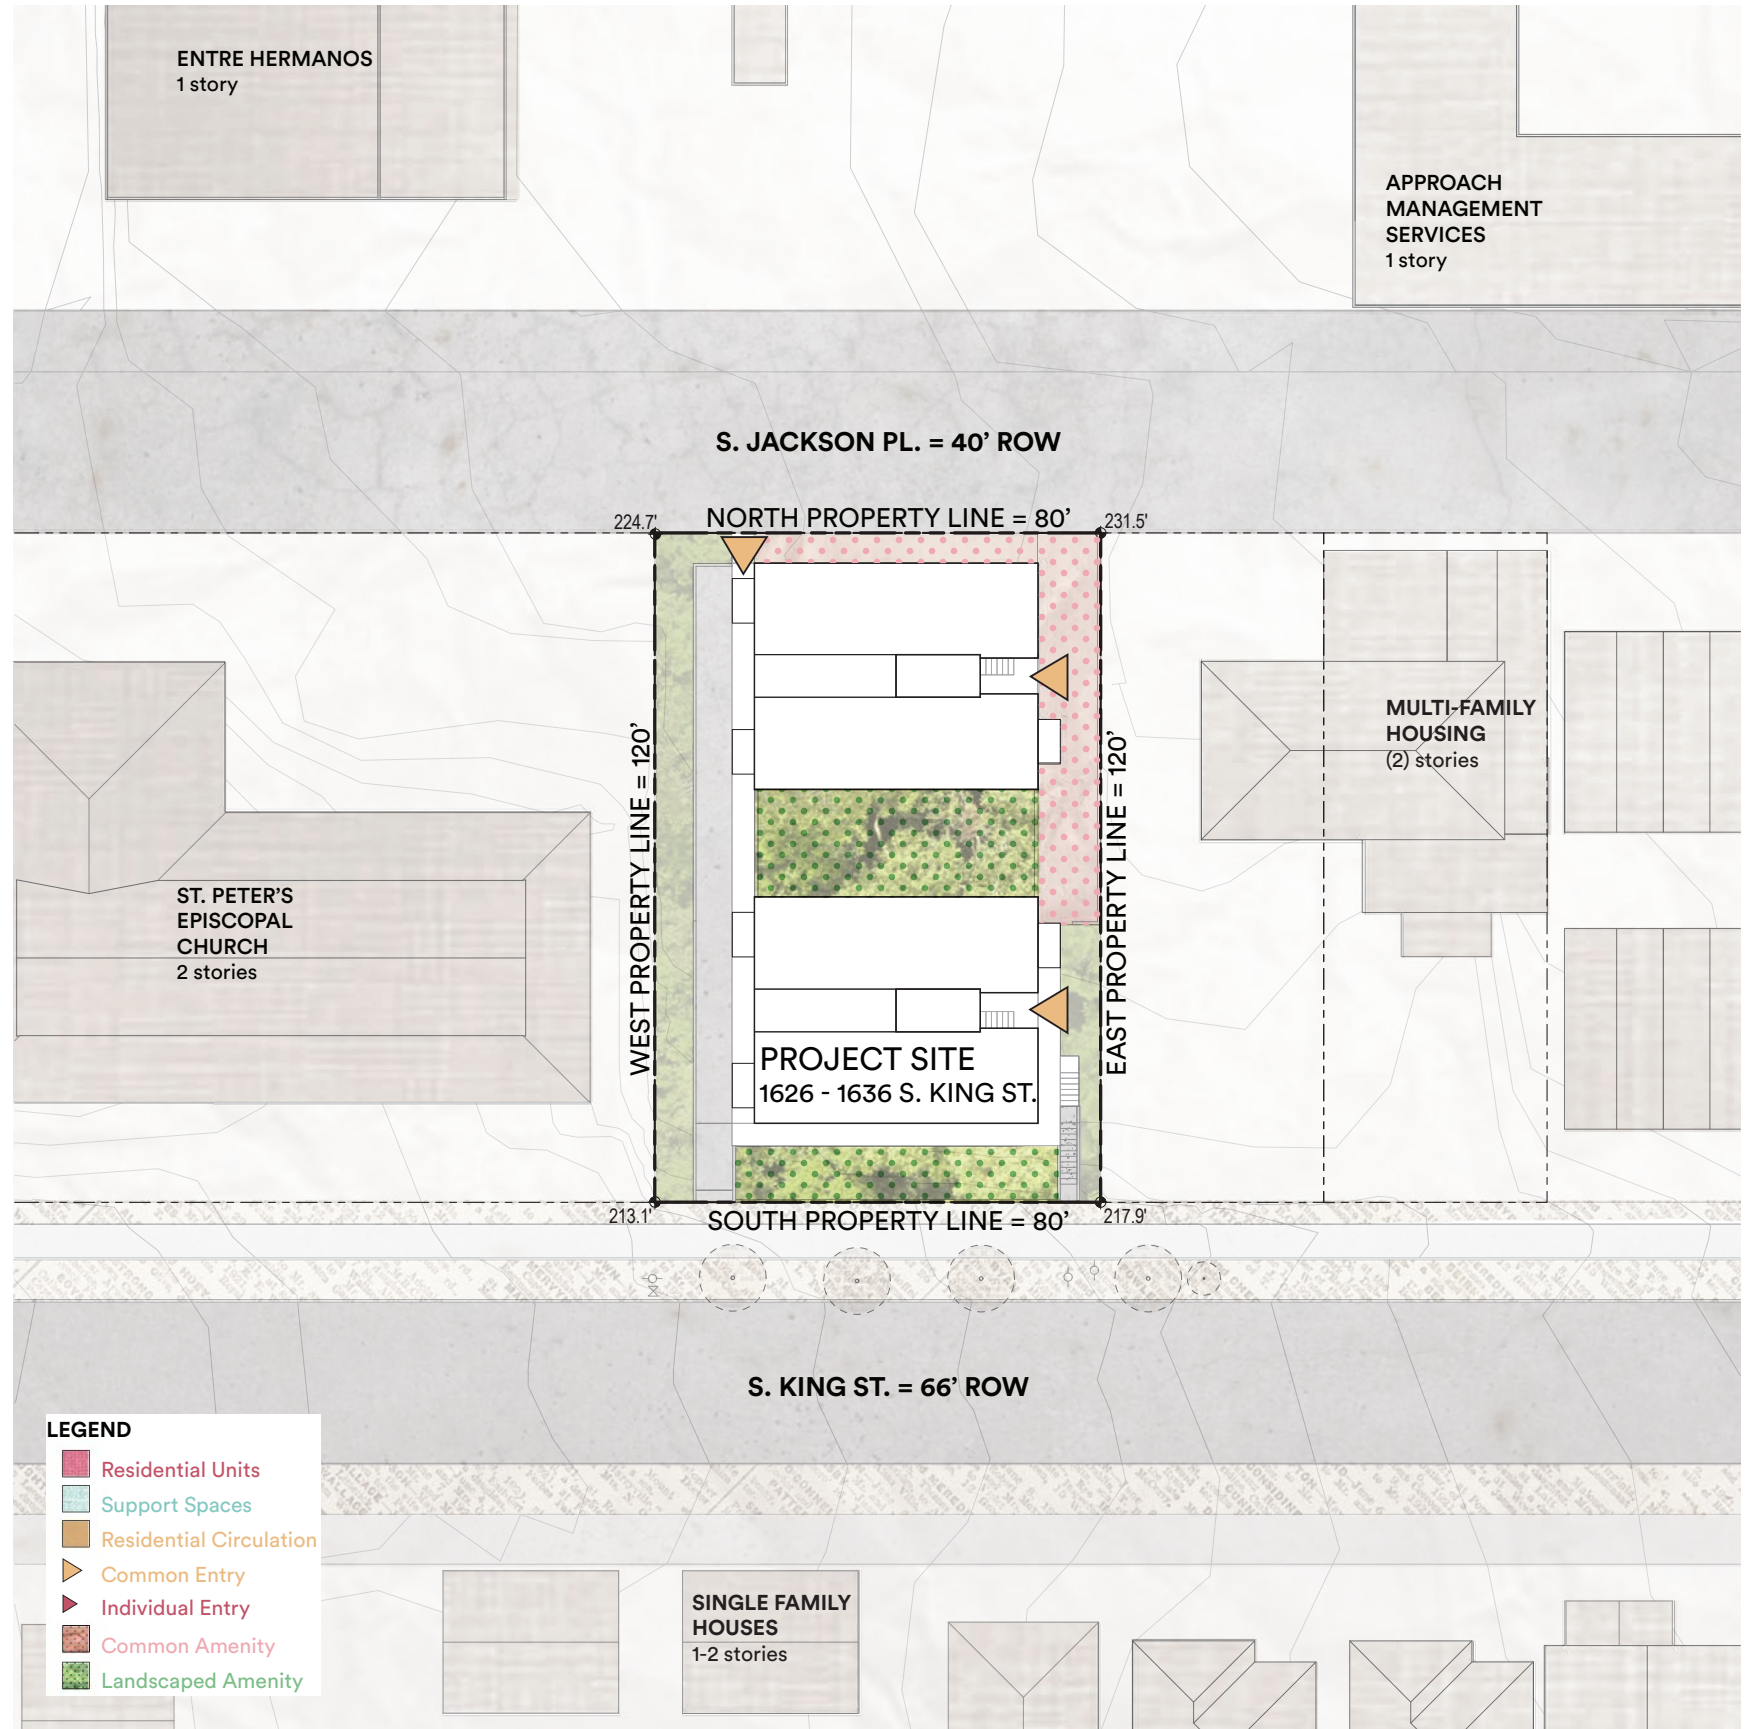 ENTRE HERMANOS
1 story
APPROACH
MANAGEMENT
SERVICES
1 story
S. JACKSON PL. = 40’ ROW
224.7'
NORTH PROPERTY LINE = 80’
231.5'
WEST PROPERTY LINE = 120’
EAST PROPERTY LINE = 120’
MULTI-FAMILY
HOUSING
(2) stories
ST. PETER’S
EPISCOPAL
CHURCH
2 stories
PROJECT SITE
1626 - 1636 S. KING ST.
213.1'
SOUTH PROPERTY LINE = 80’
217.9'
S. KING ST. = 66’ ROW
LEGEND
Residential Units
Support Spaces
Residential Circulation
Common Entry
Individual Entry
Common Amenity
Landscaped Amenity
SINGLE FAMILY
HOUSES
1-2 stories